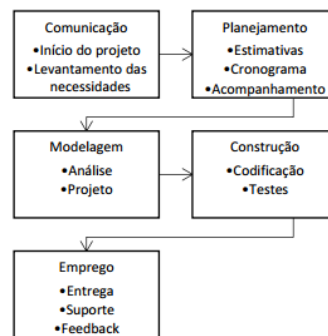 Comunicação
•Início do projeto
•Levantamento das
necessidades
Planejamento
•Estimativas
•Cronograma
•Acompanhamento
Modelagem
•Análise
•Projeto
Construção
•Codificação
•Testes
Emprego
•Entrega
•Suporte
•Feedback